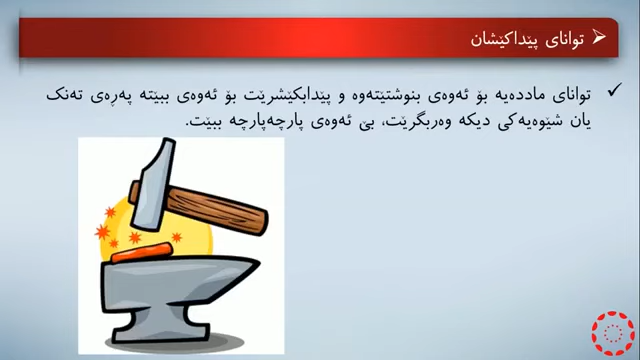 توانای پێداکێشان
توانای ماددەیە بۆ ئەوەی بنوشتێتەوە و پێدابکێشرێت بۆ ئەوەی ببێتە پەڕەی تەنک
یان شێوەیەکی دیکە وەربگرێت، بێ ئەوەی پارچەپارچە ببێت.